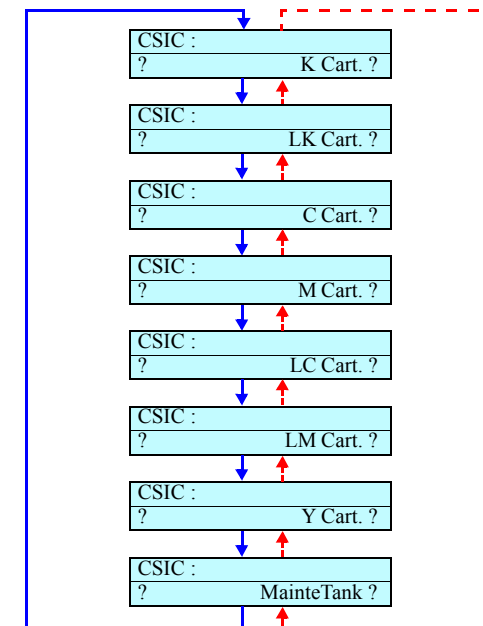 CSIC :
? K Cart. ?
CSIC :
? LK Cart. ?
CSIC :
? C Cart. ?
CSIC :
? M Cart. ?
CSIC :
? LC Cart. ?
CSIC :
? LM Cart. ?
CSIC :
? Y Cart. ?
CSIC :
? MainteTank ?